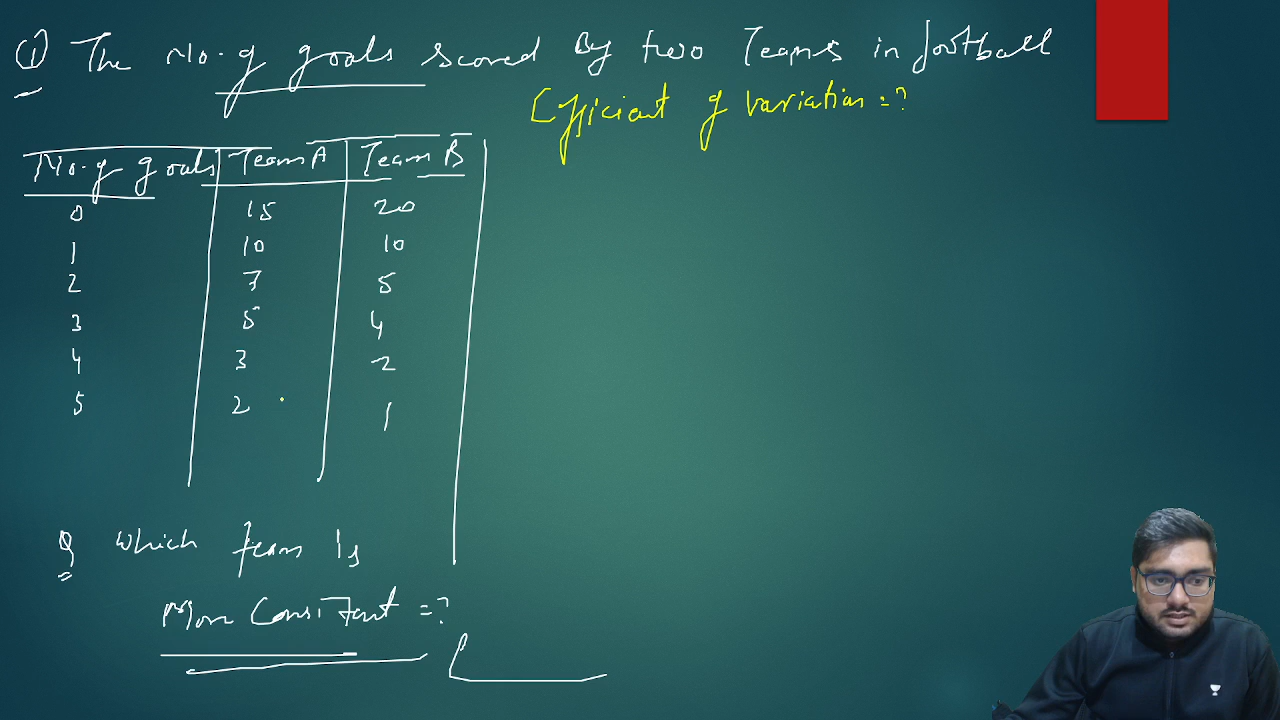 ① The No. of goals scored By two Teams in football
Efficient of variation = ?
No. of goals Team A Team B
0 15 20
1 10 10
2 7 5
3 5 4
4 3 2
5 2 1
Q which team Is
More Consitant = ?